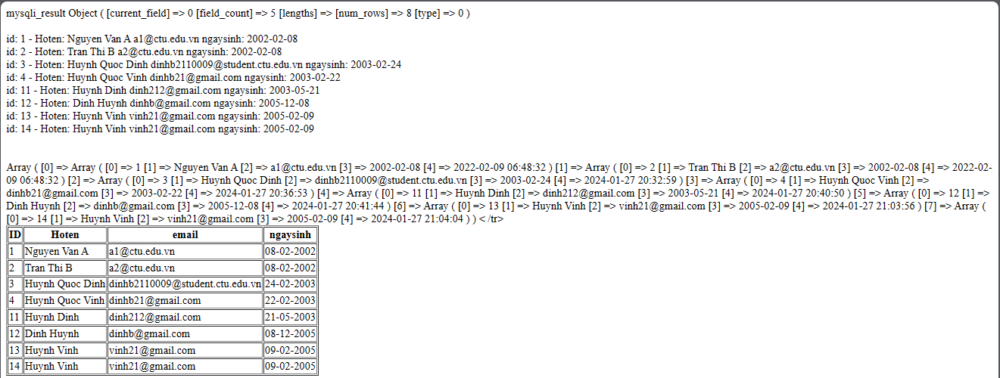 mysqli_result Object ( [current_field] => 0 [field_count] => 5 [lengths] => [num_rows] => 8 [type] => 0 )
id: 1 - Hoten: Nguyen Van A a1@ctu.edu.vn ngaysinh: 2002-02-08
id: 2 - Hoten: Tran Thi B a2@ctu.edu.vn ngaysinh: 2002-02-08
id: 3 - Hoten: Huynh Quoc Dinh dinhb2110009@student.ctu.edu.vn ngaysinh: 2003-02-24
id: 4 - Hoten: Huynh Quoc Vinh dinhb21@gmail.com ngaysinh: 2003-02-22
id: 11 - Hoten: Huynh Dinh dinh212@gmail.com ngaysinh: 2003-05-21
id: 12 - Hoten: Dinh Huynh dinhb@gmail.com ngaysinh: 2005-12-08
id: 13 - Hoten: Huynh Vinh vinh21@gmail.com ngaysinh: 2005-02-09
id: 14 - Hoten: Huynh Vinh vinh21@gmail.com ngaysinh: 2005-02-09
Array ( [0] => Array ( [0] => 1 [1] => Nguyen Van A [2] => a1@ctu.edu.vn [3] => 2002-02-08 [4] => 2022-02-09 06:48:32 ) [1] => Array ( [0] => 2 [1] => Tran Thi B [2] => a2@ctu.edu.vn [3] => 2002-02-08 [4] => 2022-02-
09 06:48:32 ) [2] => Array ( [0] => 3 [1] => Huynh Quoc Dinh [2] => dinhb2110009@student.ctu.edu.vn [3] => 2003-02-24 [4] => 2024-01-27 20:32:59 ) [3] => Array ( [0] => 4 [1] => Huynh Quoc Vinh [2] =>
dinhb21@gmail.com [3] => 2003-02-22 [4] => 2024-01-27 20:36:53 ) [4] => Array ( [0] => 11 [1] => Huynh Dinh [2] => dinh212@gmail.com [3] => 2003-05-21 [4] => 2024-01-27 20:40:50 ) [5] => Array ( [0] => 12 [1] =>
Dinh Huynh [2] => dinhb@gmail.com [3] => 2005-12-08 [4] => 2024-01-27 20:41:44 ) [6] => Array ( [0] => 13 [1] => Huynh Vinh [2] => vinh21@gmail.com [3] => 2005-02-09 [4] => 2024-01-27 21:03:56 ) [7] => Array (
[0] => 14 [1] => Huynh Vinh [2] => vinh21@gmail.com [3] => 2005-02-09 [4] => 2024-01-27 21:04:04 ) ) < /tr>
ID Hoten email ngaysinh
1 Nguyen Van A a1@ctu.edu.vn 08-02-2002
2 Tran Thi B a2@ctu.edu.vn 08-02-2002
3 Huynh Quoc Dinh dinhb2110009@student.ctu.edu.vn 24-02-2003
4 Huynh Quoc Vinh dinhb21@gmail.com 22-02-2003
11 Huynh Dinh dinh212@gmail.com 21-05-2003
12 Dinh Huynh dinhb@gmail.com 08-12-2005
13 Huynh Vinh vinh21@gmail.com 09-02-2005
14 Huynh Vinh vinh21@gmail.com 09-02-2005